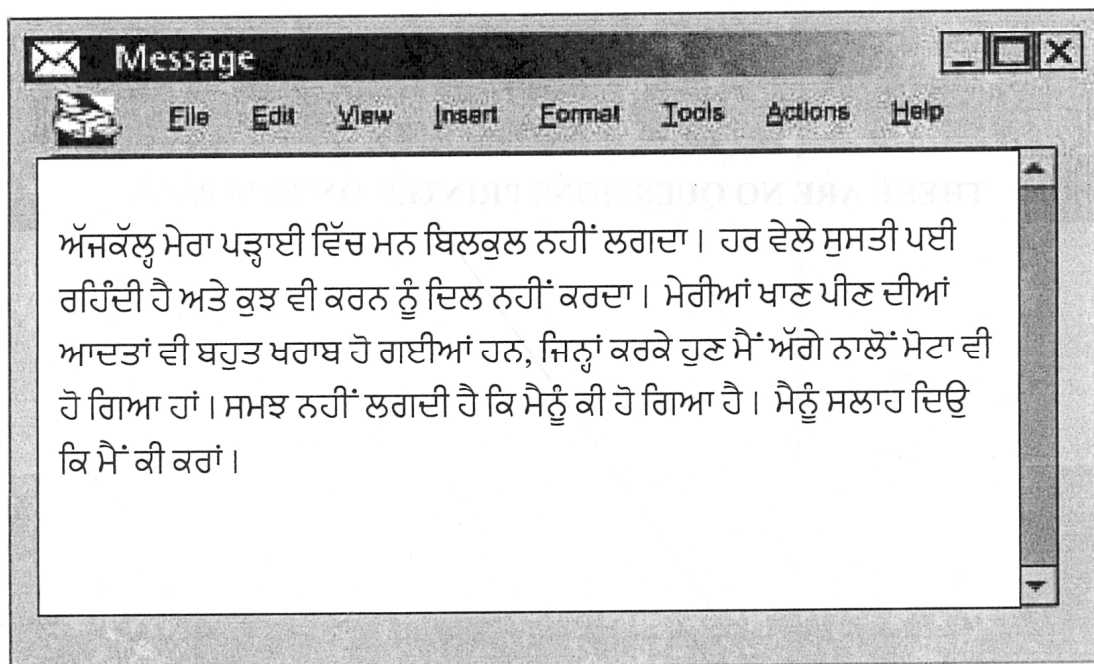 Message
File Edit View Insert Format Tools Actions Help
ਅੱਜਕੱਲ੍ਹ ਮੇਰਾ ਪੜ੍ਹਾਈ ਵਿੱਚ ਮਨ ਬਿਲਕੁਲ ਨਹੀਂ ਲਗਦਾ। ਹਰ ਵੇਲੇ ਸੁਸਤੀ ਪਈ
ਰਹਿੰਦੀ ਹੈ ਅਤੇ ਕੁਝ ਵੀ ਕਰਨ ਨੂੰ ਦਿਲ ਨਹੀਂ ਕਰਦਾ। ਮੇਰੀਆਂ ਖਾਣ ਪੀਣ ਦੀਆਂ
ਆਦਤਾਂ ਵੀ ਬਹੁਤ ਖਰਾਬ ਹੋ ਗਈਆਂ ਹਨ, ਜਿਨ੍ਹਾਂ ਕਰਕੇ ਹੁਣ ਮੈਂ ਅੱਗੇ ਨਾਲੋਂ ਮੋਟਾ ਵੀ
ਹੋ ਗਿਆ ਹਾਂ। ਸਮਝ ਨਹੀਂ ਲਗਦੀ ਹੈ ਕਿ ਮੈਨੂੰ ਕੀ ਹੋ ਗਿਆ ਹੈ। ਮੈਨੂੰ ਸਲਾਹ ਦਿਉ
ਕਿ ਮੈਂ ਕੀ ਕਰਾਂ।